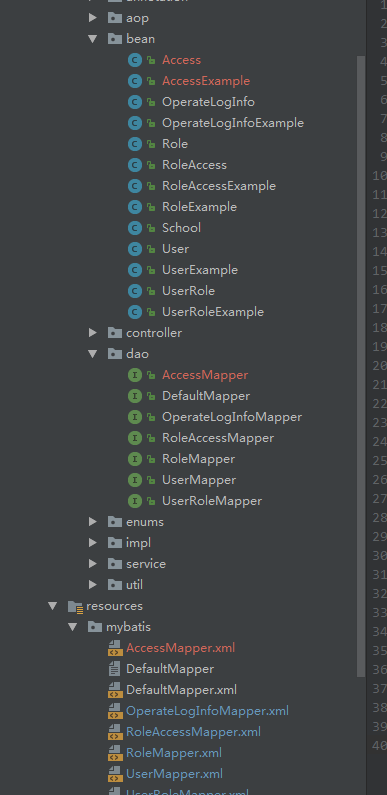 annotation
aop
bean
Access
AccessExample
OperateLogInfo
OperateLogInfoExample
Role
RoleAccess
RoleAccessExample
RoleExample
School
User
UserExample
UserRole
UserRoleExample
controller
dao
AccessMapper
DefaultMapper
OperateLogInfoMapper
RoleAccessMapper
RoleMapper
UserMapper
UserRoleMapper
enums
impl
service
util
resources
mybatis
AccessMapper.xml
DefaultMapper
DefaultMapper.xml
OperateLogInfoMapper.xml
RoleAccessMapper.xml
RoleMapper.xml
UserMapper.xml
UserRoleMapper.xml
3
4
5
6
7
8
9
10
11
12
13
14
15
16
17
18
19
20
21
22
23
24
25
26
27
28
29
30
31
32
33
34
35
36
37
38
39
40